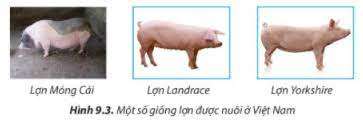 Lợn Móng Cái Lợn Landrace Lợn Yorkshire
Hình 9.3. Một số giống lợn được nuôi ở Việt Nam